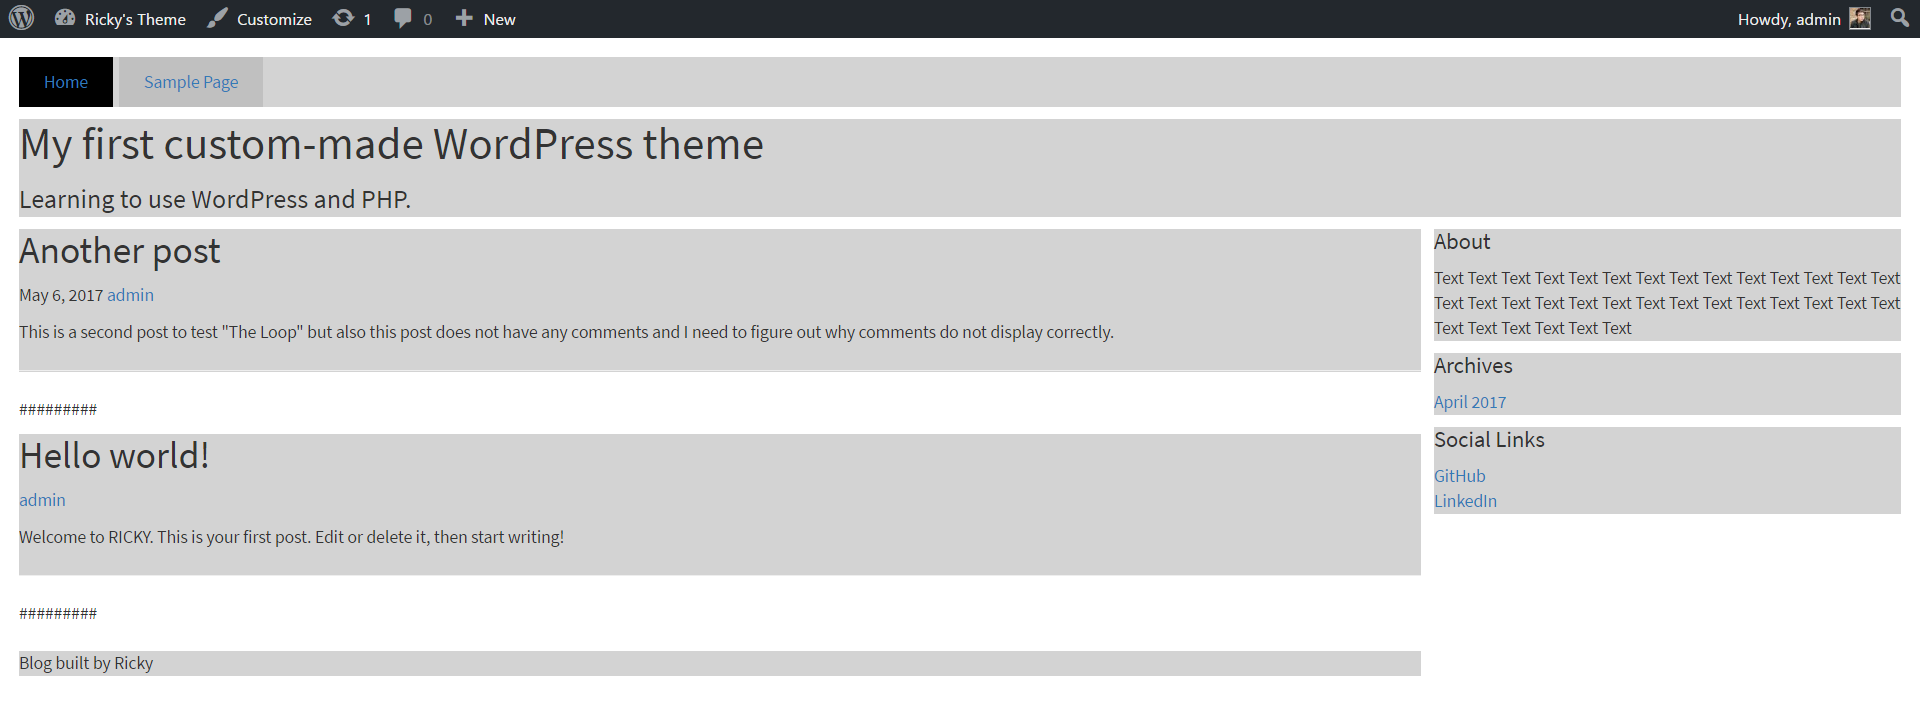 Ricky's Theme Customize 1 0 New Howdy, admin
Home Sample Page
My first custom-made WordPress theme
Learning to use WordPress and PHP.
Another post
May 6, 2017 admin
This is a second post to test "The Loop" but also this post does not have any comments and I need to figure out why comments do not display correctly.
#########
Hello world!
admin
Welcome to RICKY. This is your first post. Edit or delete it, then start writing!
#########
Blog built by Ricky
About
Text Text Text Text Text Text Text Text Text Text Text Text Text Text
Text Text Text Text Text Text Text Text Text Text Text Text Text Text
Text Text Text Text Text Text
Archives
April 2017
Social Links
GitHub
LinkedIn